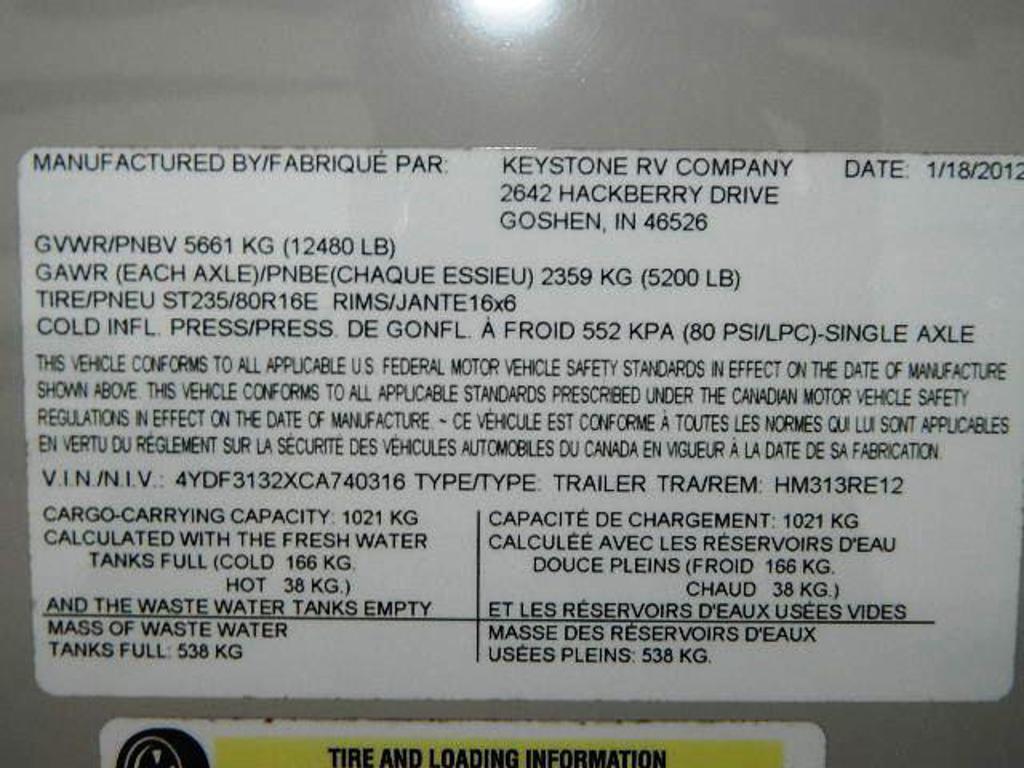 MANUFACTURED BY/FABRIQUÉ PAR: KEYSTONE RV COMPANY DATE: 1/18/2012
2642 HACKBERRY DRIVE
GOSHEN, IN 46526
GVWR/PNBV 5661 KG (12480 LB)
GAWR (EACH AXLE)/PNBE(CHAQUE ESSIEU) 2359 KG (5200 LB)
TIRE/PNEU ST235/80R16E RIMS/JANTE16x6
COLD INFL. PRESS/PRESS. DE GONFL. À FROID 552 KPA (80 PSI/LPC)-SINGLE AXLE
THIS VEHICLE CONFORMS TO ALL APPLICABLE U.S. FEDERAL MOTOR VEHICLE SAFETY STANDARDS IN EFFECT ON THE DATE OF MANUFACTURE
SHOWN ABOVE. THIS VEHICLE CONFORMS TO ALL APPLICABLE STANDARDS PRESCRIBED UNDER THE CANADIAN MOTOR VEHICLE SAFETY
REGULATIONS IN EFFECT ON THE DATE OF MANUFACTURE. ~ CE VÉHICULE EST CONFORME À TOUTES LES NORMES QUI LUI SONT APPLICABLES
EN VERTU DU RÉGLEMENT SUR LA SÉCURITÉ DES VÉHICULES AUTOMOBILES DU CANADA EN VIGUEUR À LA DATE DE SA FABRICATION.
V.I.N./N.I.V.: 4YDF3132XCA740316 TYPE/TYPE: TRAILER TRA/REM: HM313RE12
CARGO-CARRYING CAPACITY: 1021 KG
CALCULATED WITH THE FRESH WATER
TANKS FULL (COLD 166 KG.
HOT 38 KG.)
AND THE WASTE WATER TANKS EMPTY
MASS OF WASTE WATER
TANKS FULL: 538 KG
CAPACITÉ DE CHARGEMENT: 1021 KG
CALCULÉE AVEC LES RÉSERVOIRS D'EAU
DOUCE PLEINS (FROID 166 KG.
CHAUD 38 KG.)
ET LES RÉSERVOIRS D'EAUX USÉES VIDES
MASSE DES RÉSERVOIRS D'EAUX
USÉES PLEINS: 538 KG.
TIRE AND LOADING INFORMATION